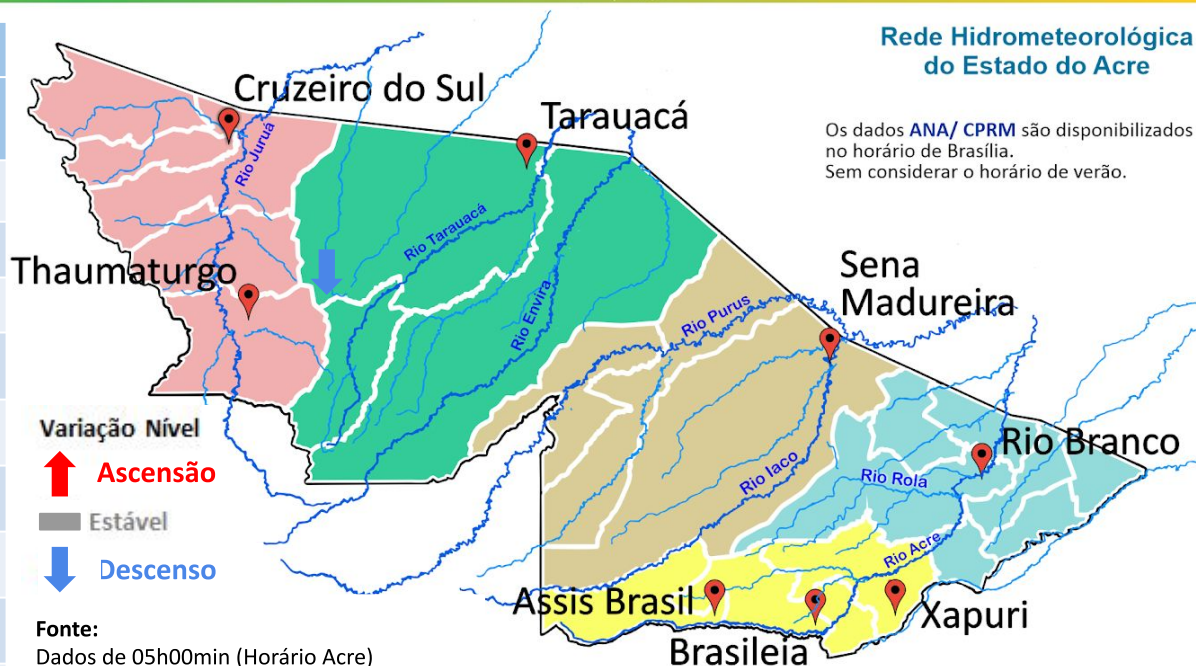 Rede Hidrometeorológica
do Estado do Acre
Os dados ANA/ CPRM são disponibilizados
no horário de Brasília.
Sem considerar o horário de verão.
Cruzeiro do Sul
Tarauacá
Rio Juruá
Rio Tarauacá
Thaumaturgo
Rio Envira
Sena
Madureira
Rio Purus
Variação Nível
Ascensão
Estável
Descenso
Rio Branco
Rio Iaco
Rio Rola
Rio Acre
Assis Brasil
Xapuri
Brasileia
Fonte:
Dados de 05h00min (Horário Acre)